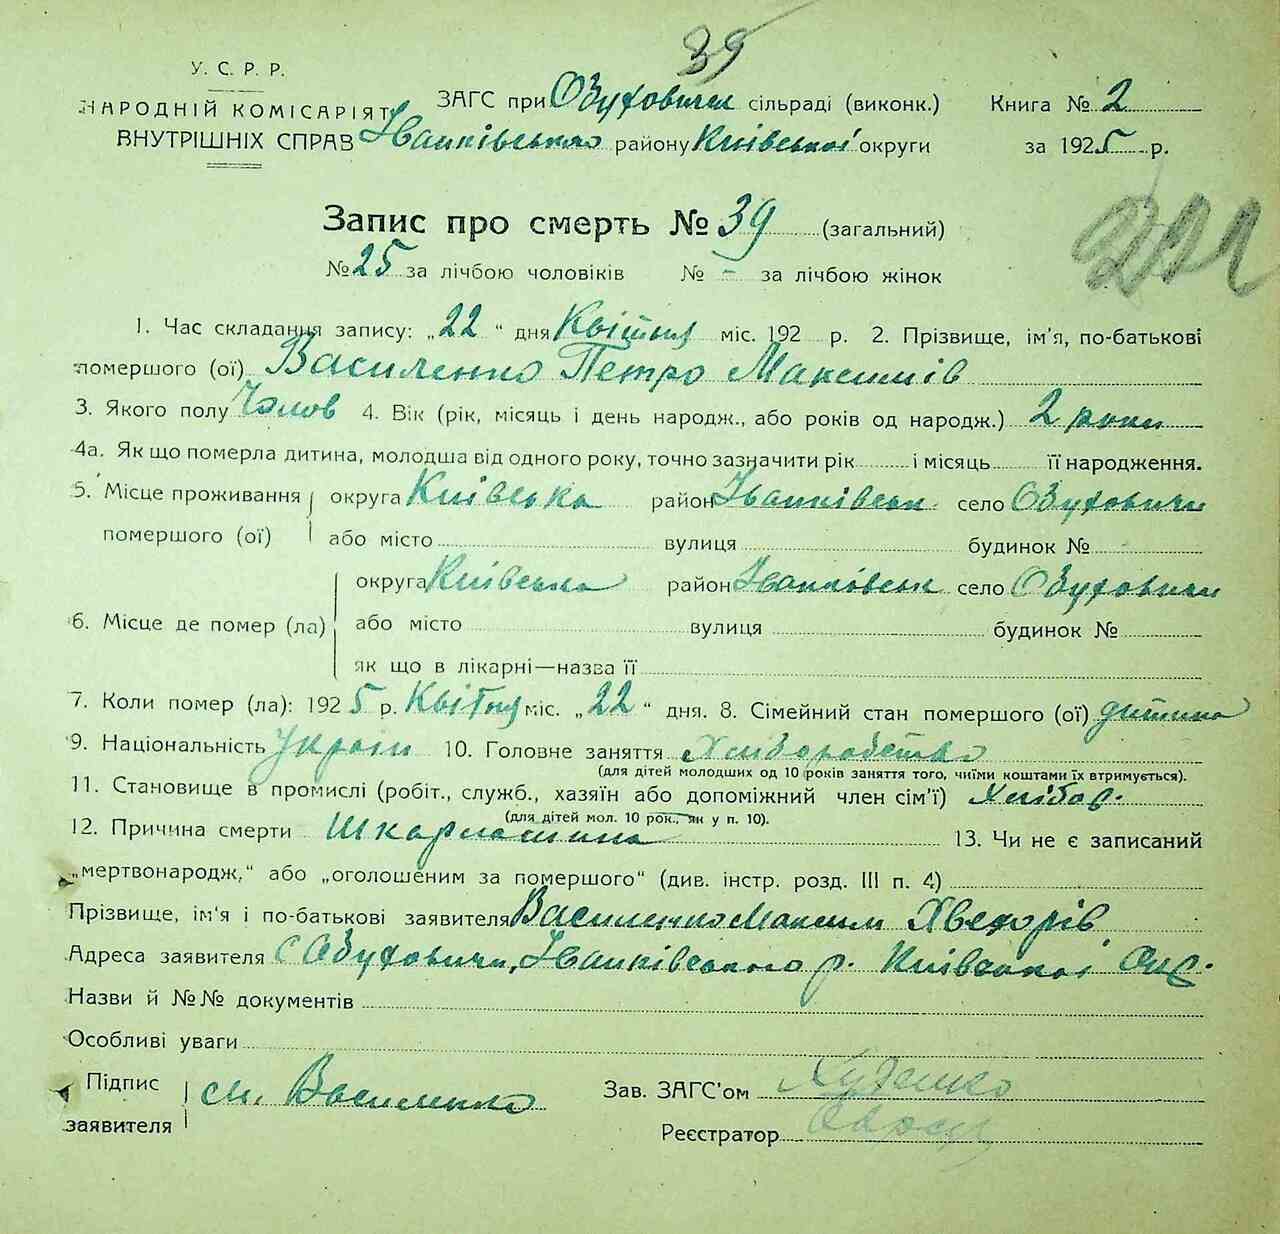 39
У. С. Р. Р.
НАРОДНІЙ КОМІСАРІЯТ
ВНУТРІШНІХ СПРАВ
ЗАГС при Обуховичах сільраді (виконк.)
Іванківського району Київської округи
Книга № 2
за 1925 р.
Запис про смерть № 39 (загальний)
№ 25 за лічбою чоловіків № - за лічбою жінок
1. Час складання запису: „22“ дня Квітня міс. 192 р. 2. Прізвище, ім'я, по-батькові
помершого (ої) Василенко Петро Максимів
3. Якого полу Чолов 4. Вік (рік, місяць і день народж., або років од народж.) 2 роки
4а. Як що померла дитина, молодша від одного року, точно зазначити рік і місяць її народження.
5. Місце проживання помершого (ої) округа Київська район Іванківськ село Обуховичи
або місто вулиця будинок №
6. Місце де помер (ла) округа Київська район Іванковськ село Обуховичи
або місто вулиця будинок №
як що в лікарні—назва її
7. Коли помер (ла): 1925 р. Квітня міс. „22“ дня. 8. Сімейний стан помершого (ої) дитина
9. Національність Україн 10. Головне заняття Хліборобство
(для дітей молодших од 10 років заняття того, чиїми коштами їх втримується).
11. Становище в промислі (робіт., служб., хазяїн або допоміжний член сім'ї) Хлібор.
(для дітей мол. 10 рок., як у п. 10).
12. Причина смерти Шкарлатина 13. Чи не є записаний
„мертвонародж,“ або „оголошеним за помершого“ (див. інстр. розд. III п. 4)
Прізвище, ім'я і по-батькові заявителя Василенко Максим Хведорів
Адреса заявителя С Обуховичи, Іванківського р. Київської Окр.
Назви й №№ документів
Особливі уваги
Підпис заявителя м. Василенко
Зав. ЗАГС'ом
Реєстратор